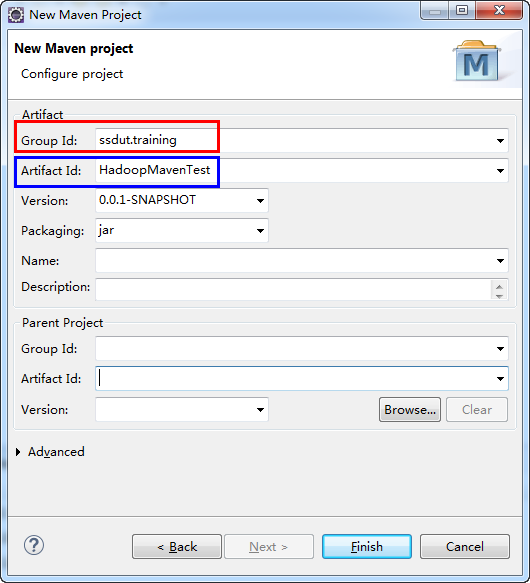 New Maven Project
New Maven project
Configure project
M
Artifact
Group Id: ssdut.training
Artifact Id: HadoopMavenTest
Version: 0.0.1-SNAPSHOT
Packaging: jar
Name:
Description:
Parent Project
Group Id:
Artifact Id:
Version: Browse... Clear
Advanced
? < Back Next > Finish Cancel